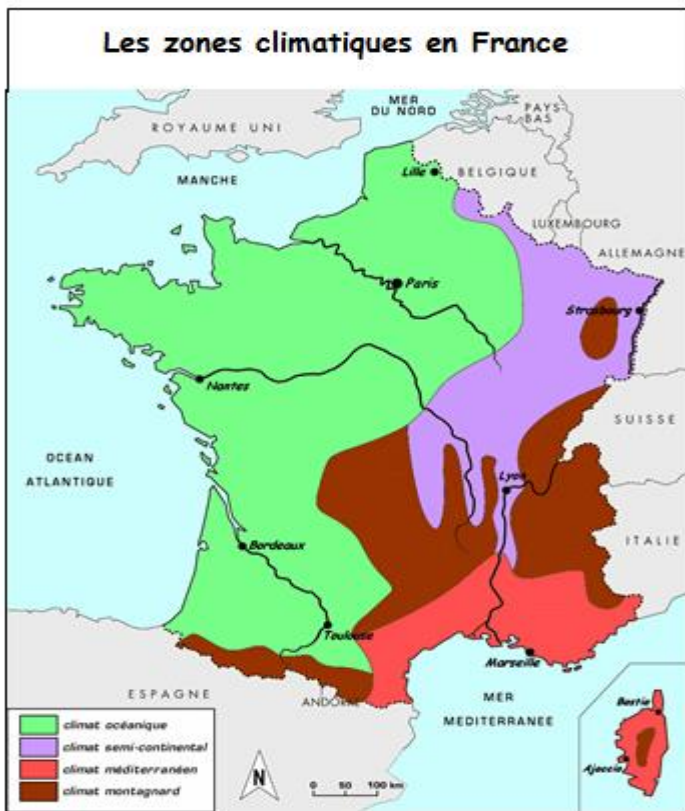 Les zones climatiques en France
MER
DU NORD
PAYS-
BAS
ROYAUME UNI
Lille
BELGIQUE
MANCHE
LUXEMBOURG
ALLEMAGNE
Paris
Strasbourg
Nantes
SUISSE
OCEAN
ATLANTIQUE
Lyon
ITALIE
Bordeaux
Toulouse
Marseille
ESPAGNE
ANDORRE
MER
MEDITERRANEE
Bastia
Ajaccio
climat océanique
climat semi-continental
climat méditerranéen
climat montagnard
N
0 50 100 km